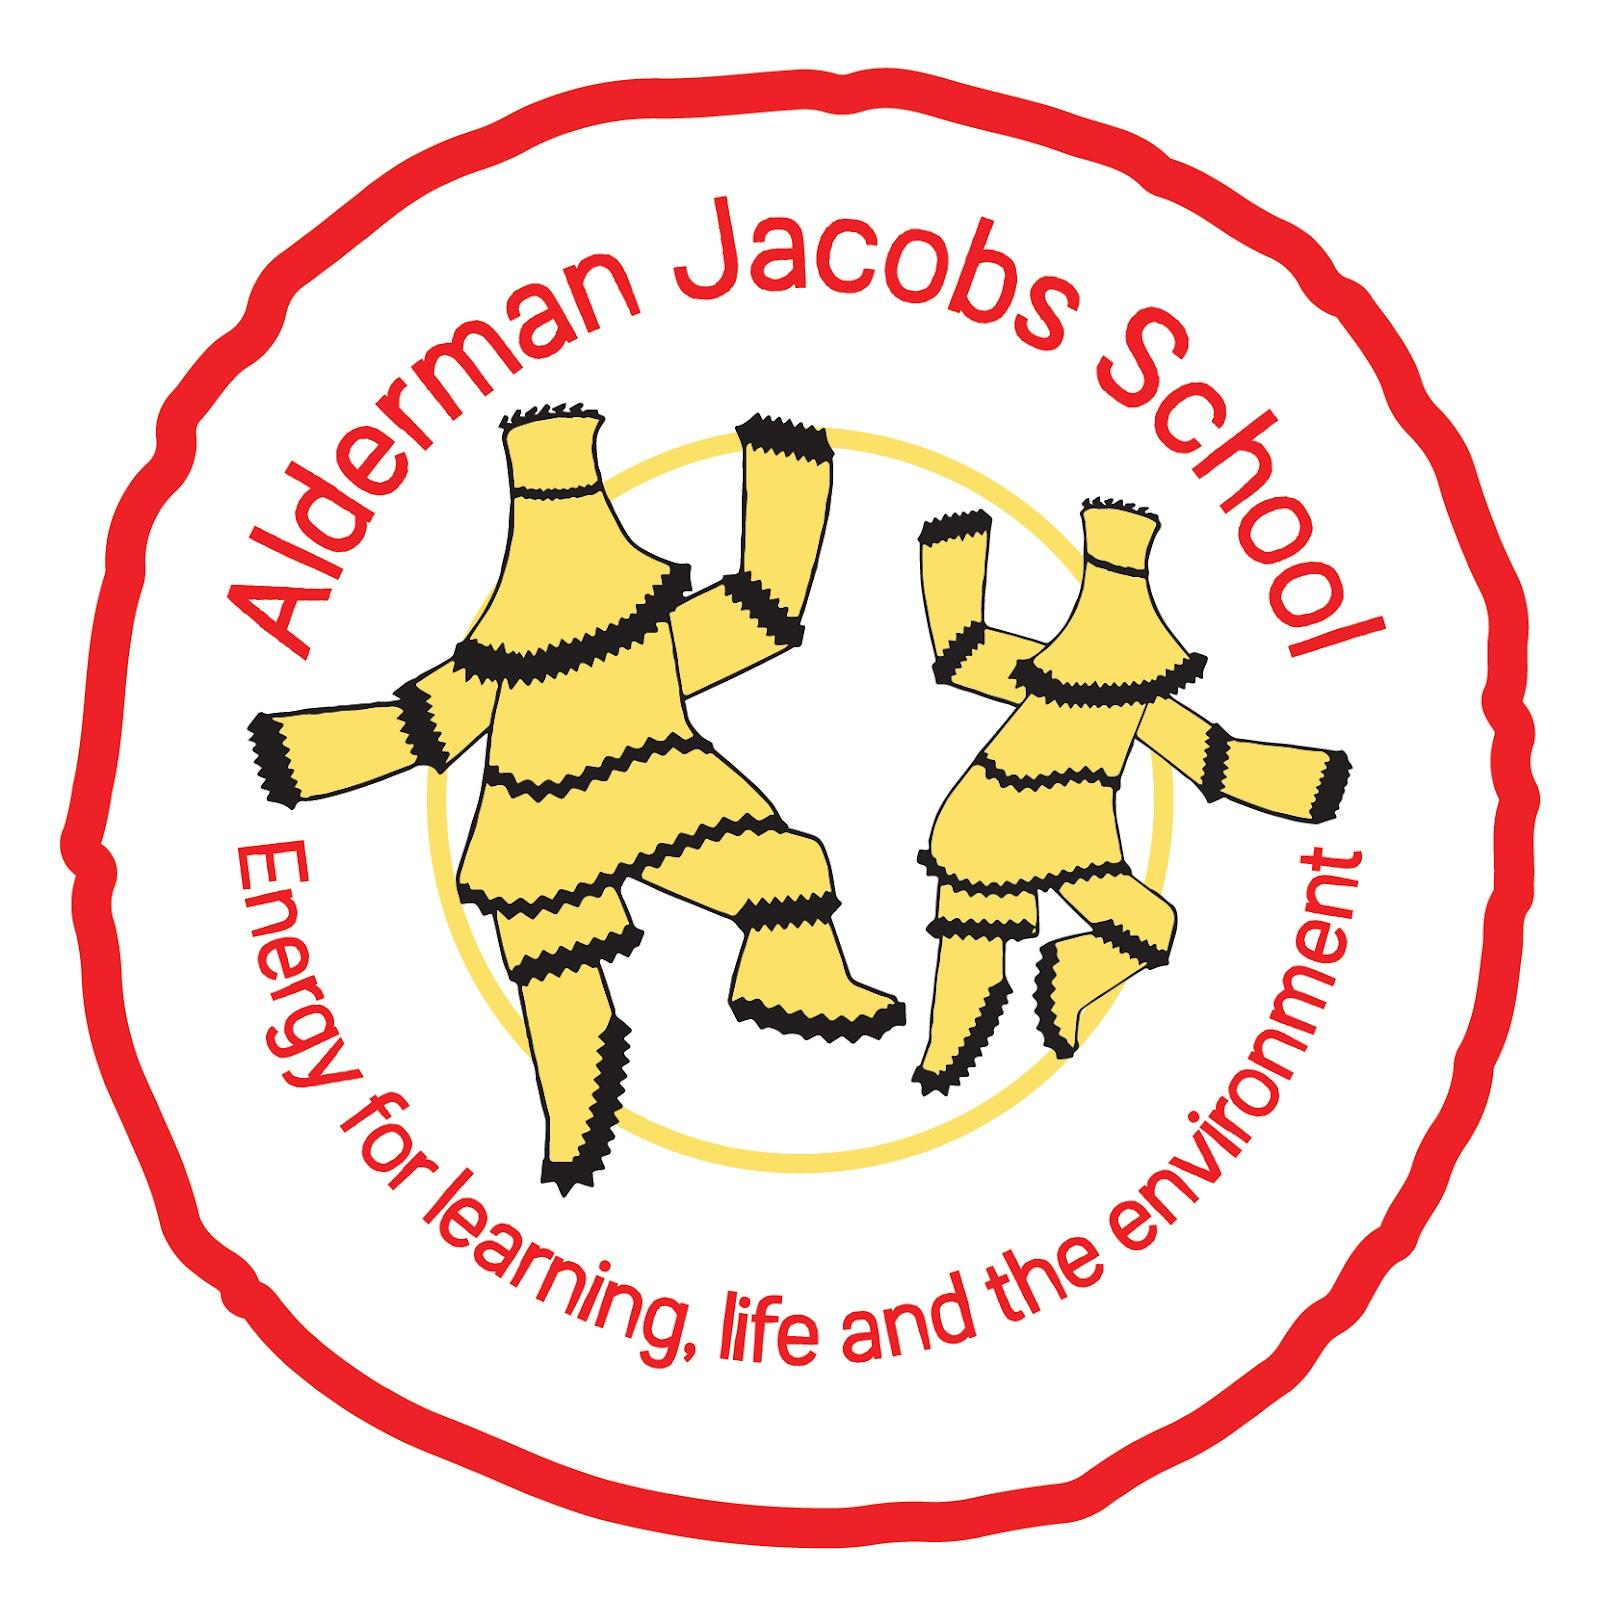 Alderman Jacobs School
Energy for learning, life and the environment